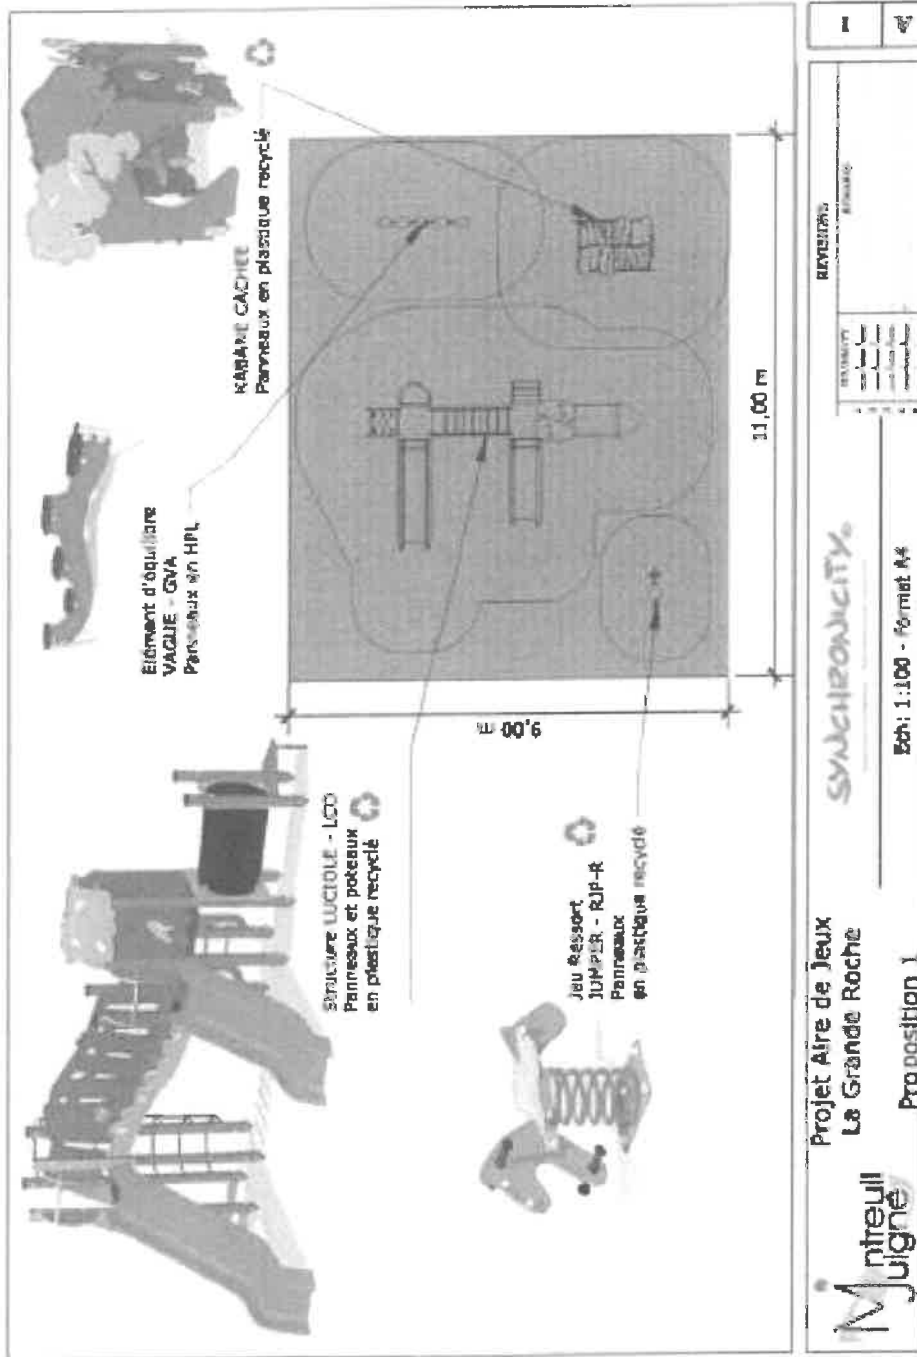 KABANE CACHEE
Panneaux en plastique recyclé
Elément d'équilibre
VAGUE - GVA
Panneaux en HPL
Structure LUCIOLE - LCO
Panneaux et poteaux
en plastique recyclé
Jeu Ressort
JUMPER - RJP-R
Panneaux
en plastique recyclé
9,00 m
11,00 m
Montreuil
Juigné
Projet Aire de Jeux
La Grande Roche
Proposition 1
SYNCHRONICITY
Ech: 1:100 - Format A4
REVISIONS